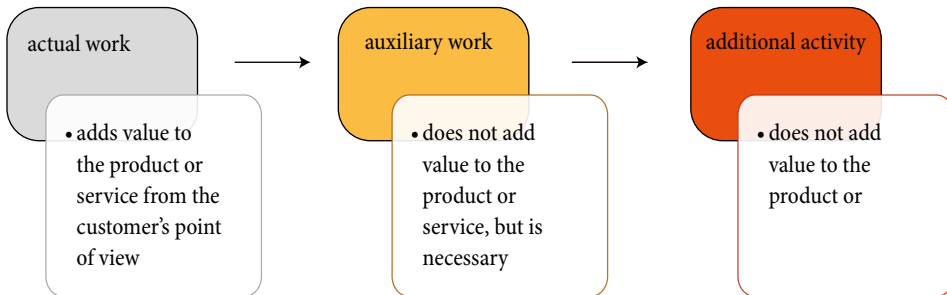 actual work
• adds value to
the product or
service from the
customer's point
of view
auxiliary work
• does not add
value to the
product or
service, but is
necessary
additional activity
• does not add
value to the
product or